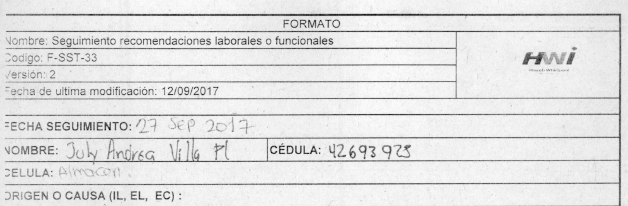 FORMATO
Nombre: Seguimiento recomendaciones laborales o funcionales
Codigo: F-SST-33
Versión: 2
Fecha de ultima modificación: 12/09/2017
HWI
FECHA SEGUIMIENTO: 27 SEP 2017
NOMBRE: July Andrea Villa Pl CÉDULA: 42693925
CELULA: Almacen.
ORIGEN O CAUSA (IL, EL, EC) :